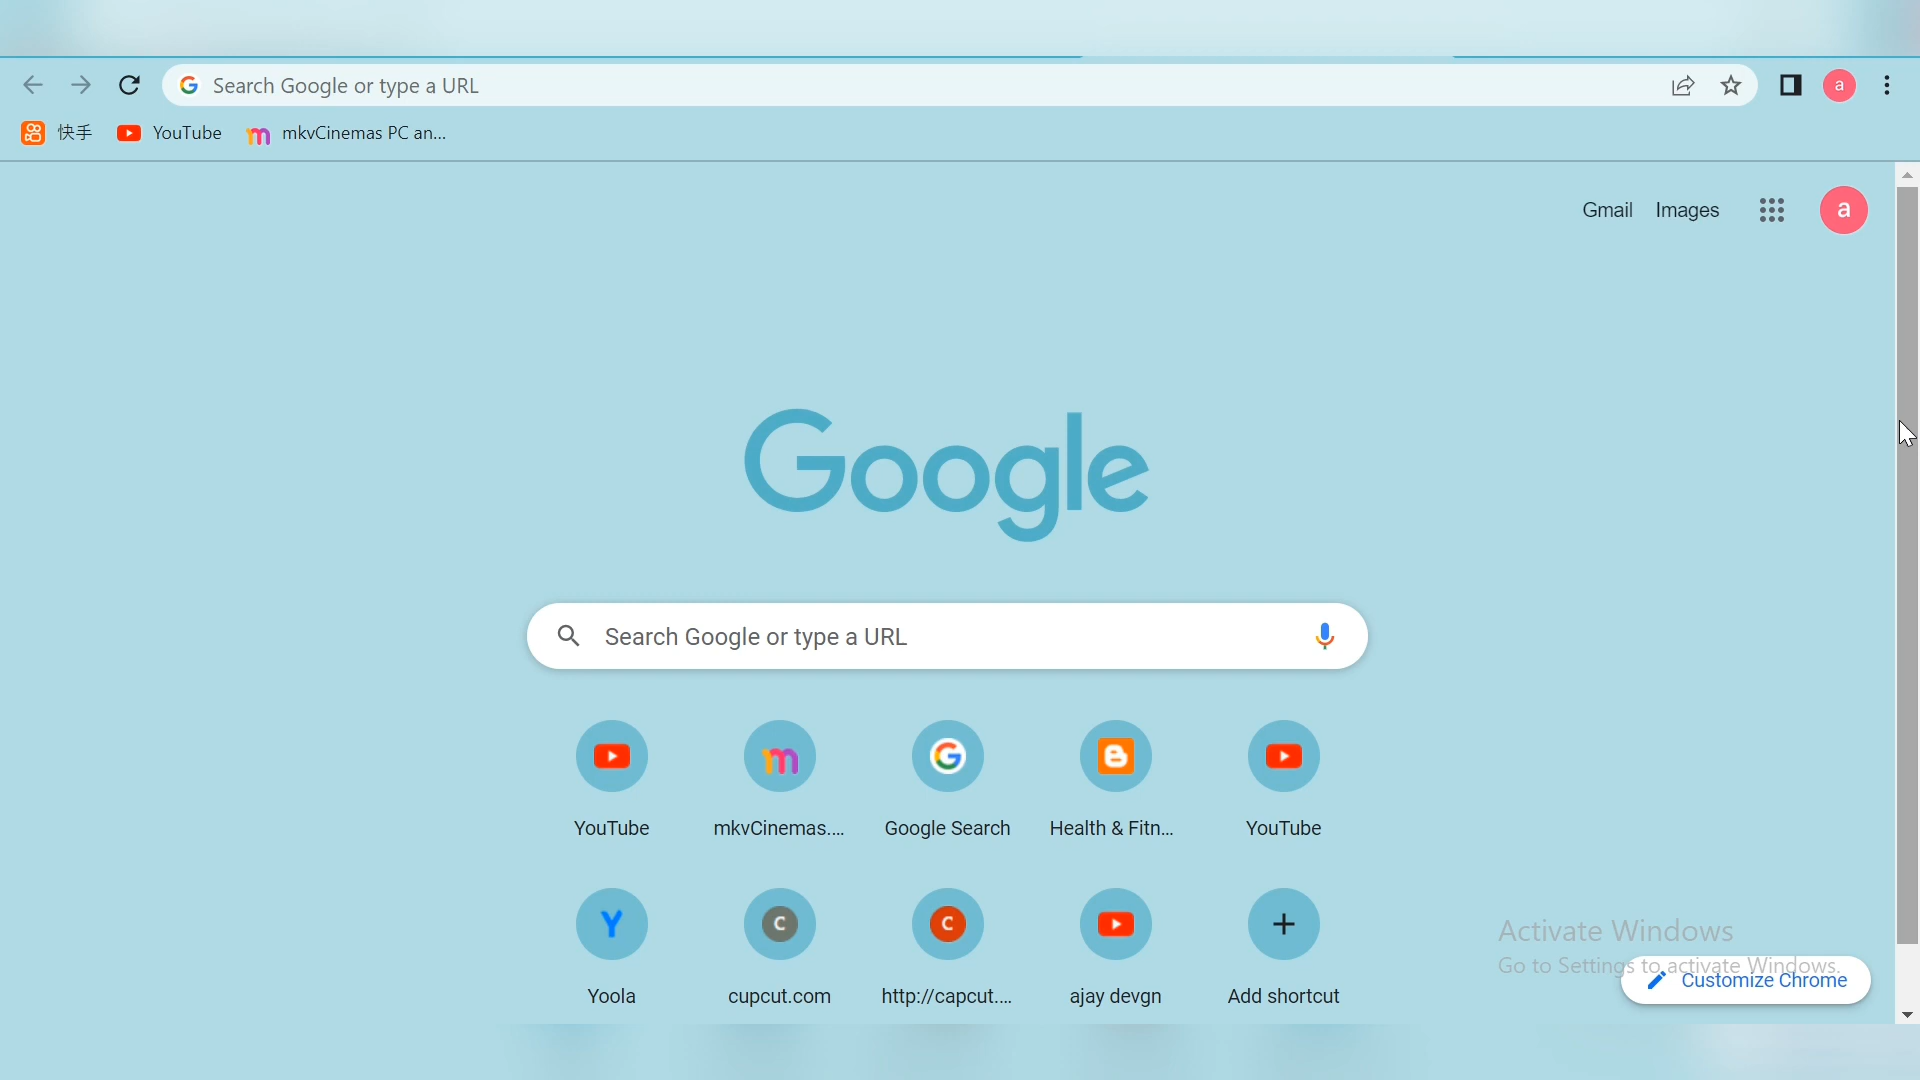 Search Google or type a URL
a
快手 YouTube mkvCinemas PC an...
Gmail Images a
Google
Search Google or type a URL
YouTube mkvCinemas.... Google Search Health & Fitn... YouTube
Yoola cupcut.com http://capcut.... ajay devgn Add shortcut
Activate Windows
Go to Settings to activate Windows.
Customize Chrome